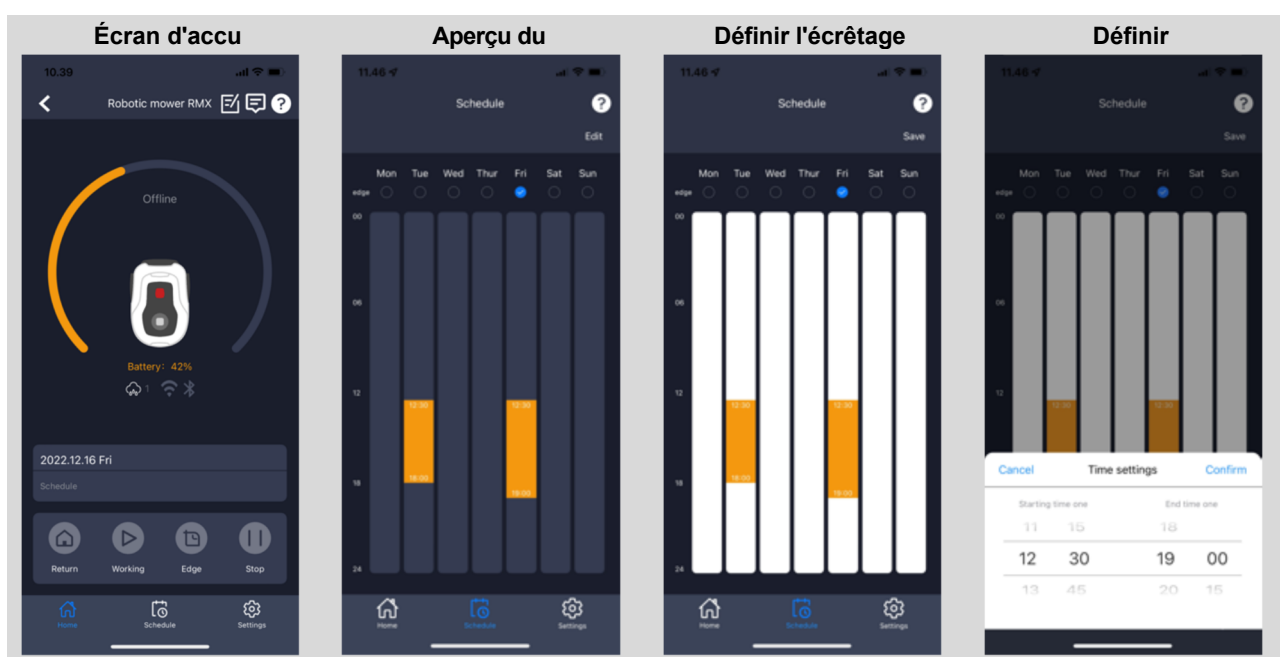 Écran d'accu
Aperçu du
Définir l'écrêtage
Définir
10.39
Robotic mower RMX
Offline
Battery: 42%
1
2022.12.16 Fri
Schedule
Return Working Edge Stop
Home Schedule Settings
11.46
Schedule
Edit
Mon Tue Wed Thur Fri Sat Sun
edge
00
06
12
12:30 12:30
18
18:00
19:00
24
Home Schedule Settings
11.46
Schedule
Save
Mon Tue Wed Thur Fri Sat Sun
edge
00
06
12
12:30 12:30
18
18:00
19:00
24
Home Schedule Settings
11.46
Schedule
Save
Mon Tue Wed Thur Fri Sat Sun
edge
00
06
12
12:30 12:30
Cancel Time settings Confirm
Starting time one End time one
11 15 18
12 30 19 00
13 45 20 15